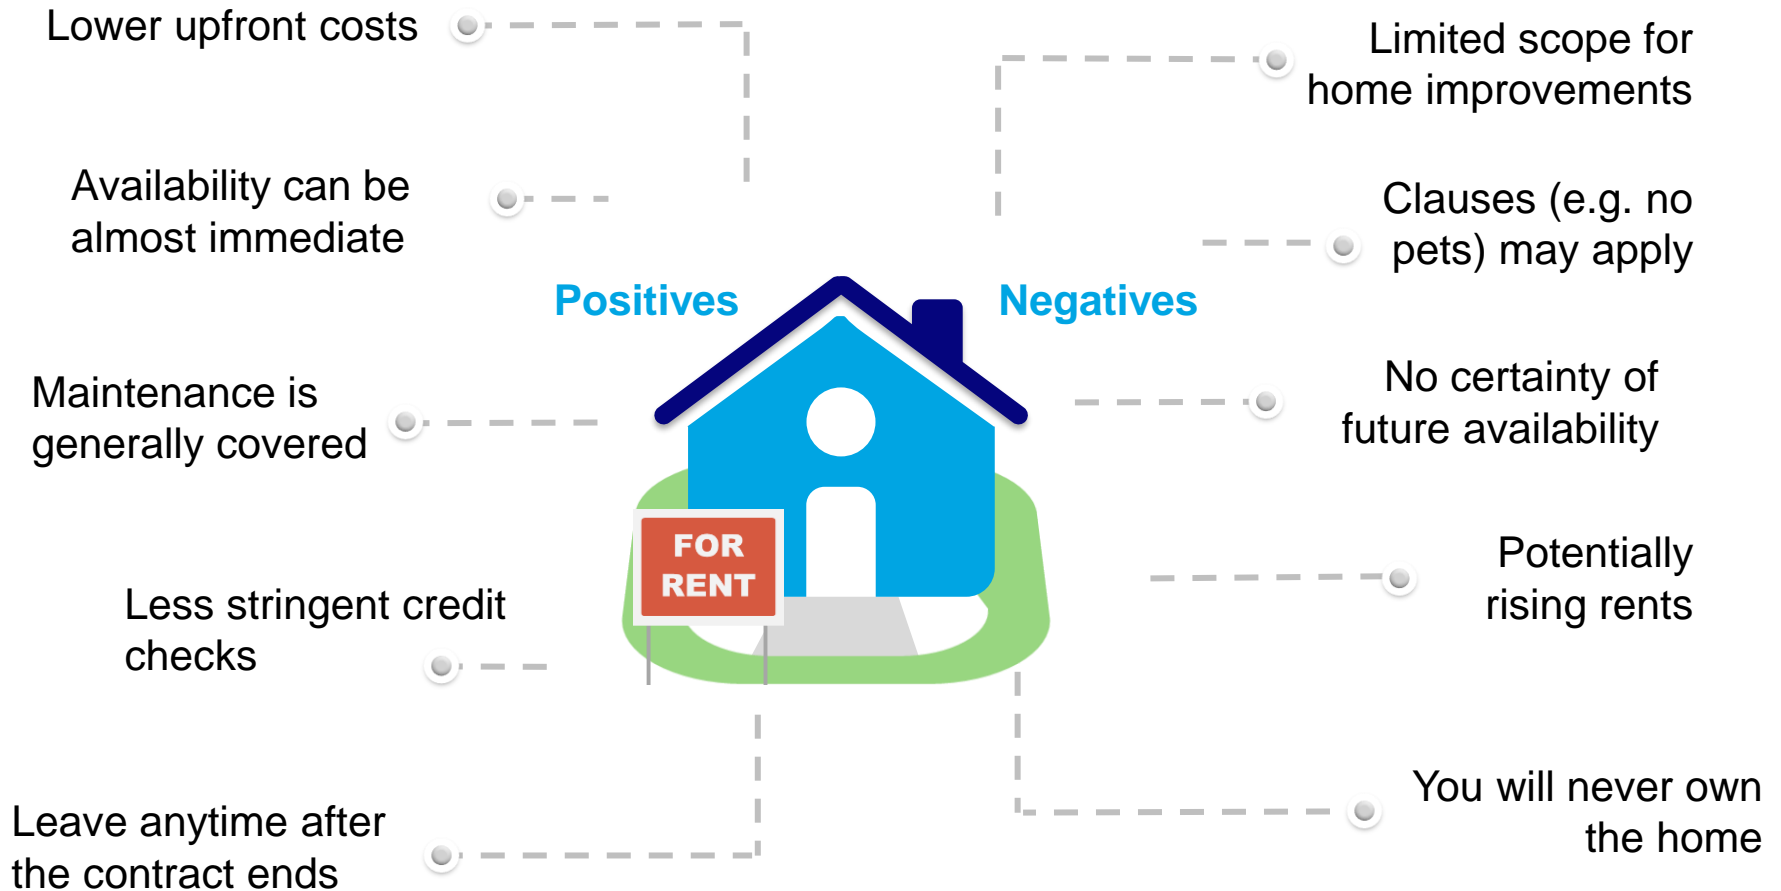 Lower upfront costs
Availability can be
almost immediate
Positives
Maintenance is
generally covered
Less stringent credit
checks
Leave anytime after
the contract ends
FOR
RENT
Limited scope for
home improvements
Clauses (e.g. no
pets) may apply
Negatives
No certainty of
future availability
Potentially
rising rents
You will never own
the home